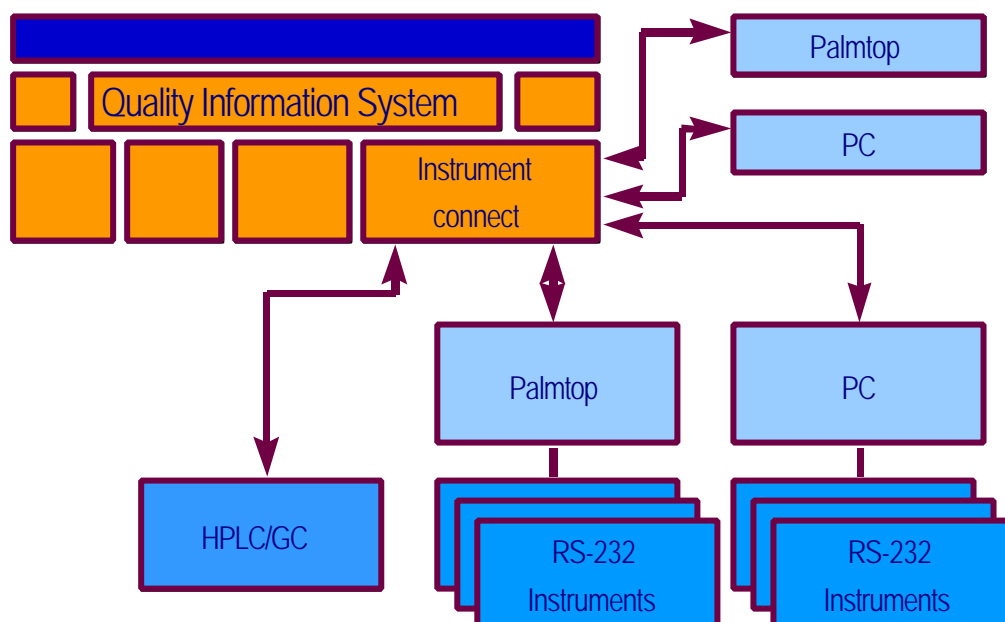 Palmtop
Quality Information System
PC
Instrument
connect
Palmtop
PC
HPLC/GC
RS-232
Instruments
RS-232
Instruments